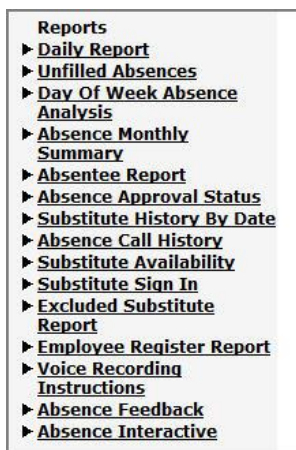 Reports
Daily Report
Unfilled Absences
Day Of Week Absence
Analysis
Absence Monthly
Summary
Absentee Report
Absence Approval Status
Substitute History By Date
Absence Call History
Substitute Availability
Substitute Sign In
Excluded Substitute
Report
Employee Register Report
Voice Recording
Instructions
Absence Feedback
Absence Interactive